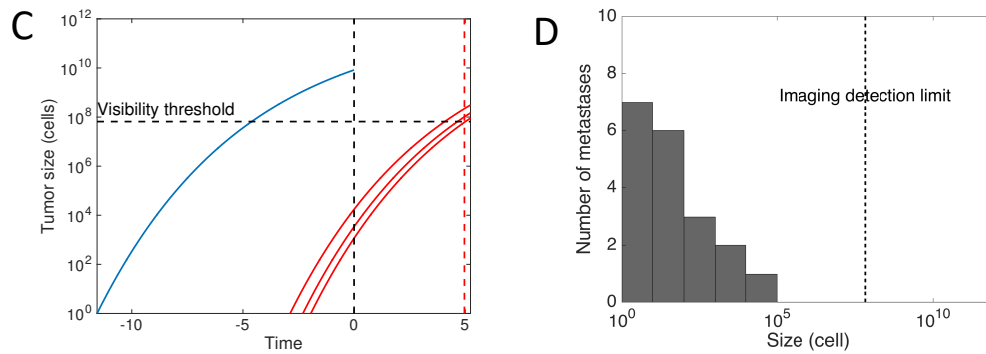 C
10^12
10^10
10^8
10^6
10^4
10^2
10^0
Tumor size (cells)
Visibility threshold
-10
-5
0
5
Time
D
10
8
6
4
2
0
Number of metastases
Imaging detection limit
10^0
10^5
10^10
Size (cell)